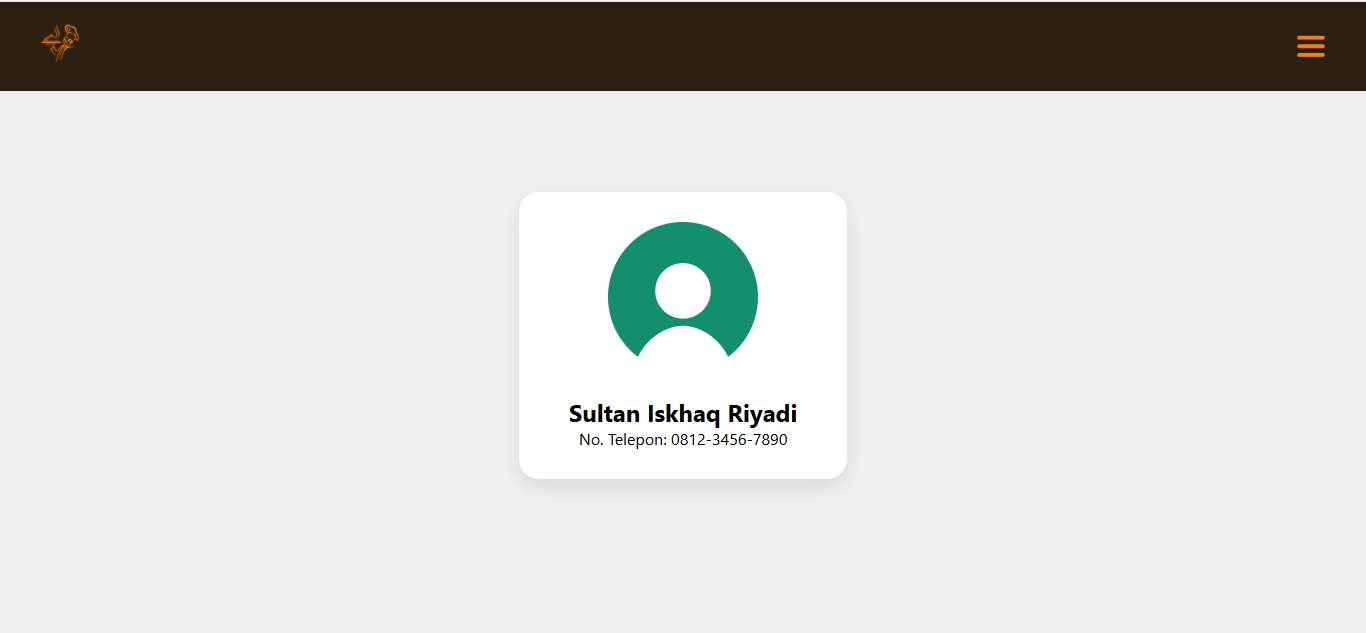 Sultan Iskhaq Riyadi
No. Telepon: 0812-3456-7890